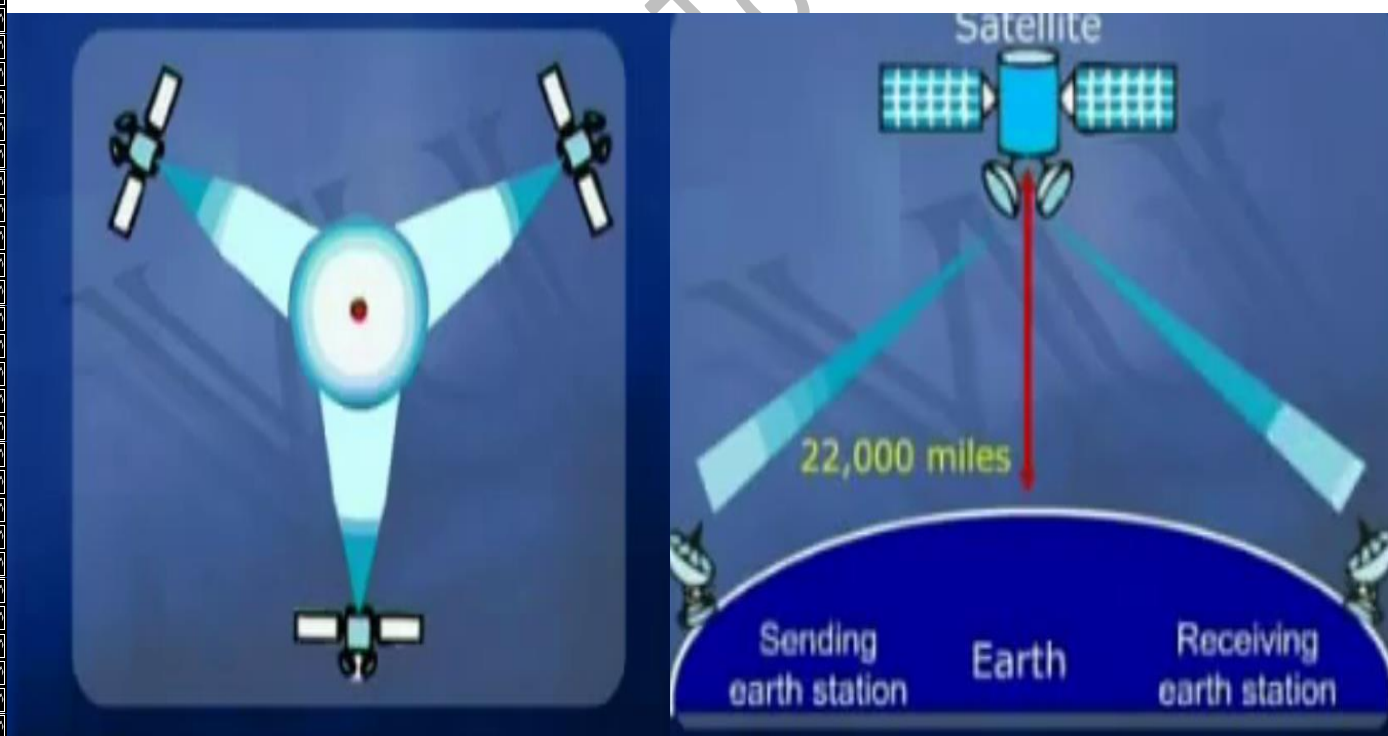 Satellite
22,000 miles
Sending
earth station
Earth
Receiving
earth station